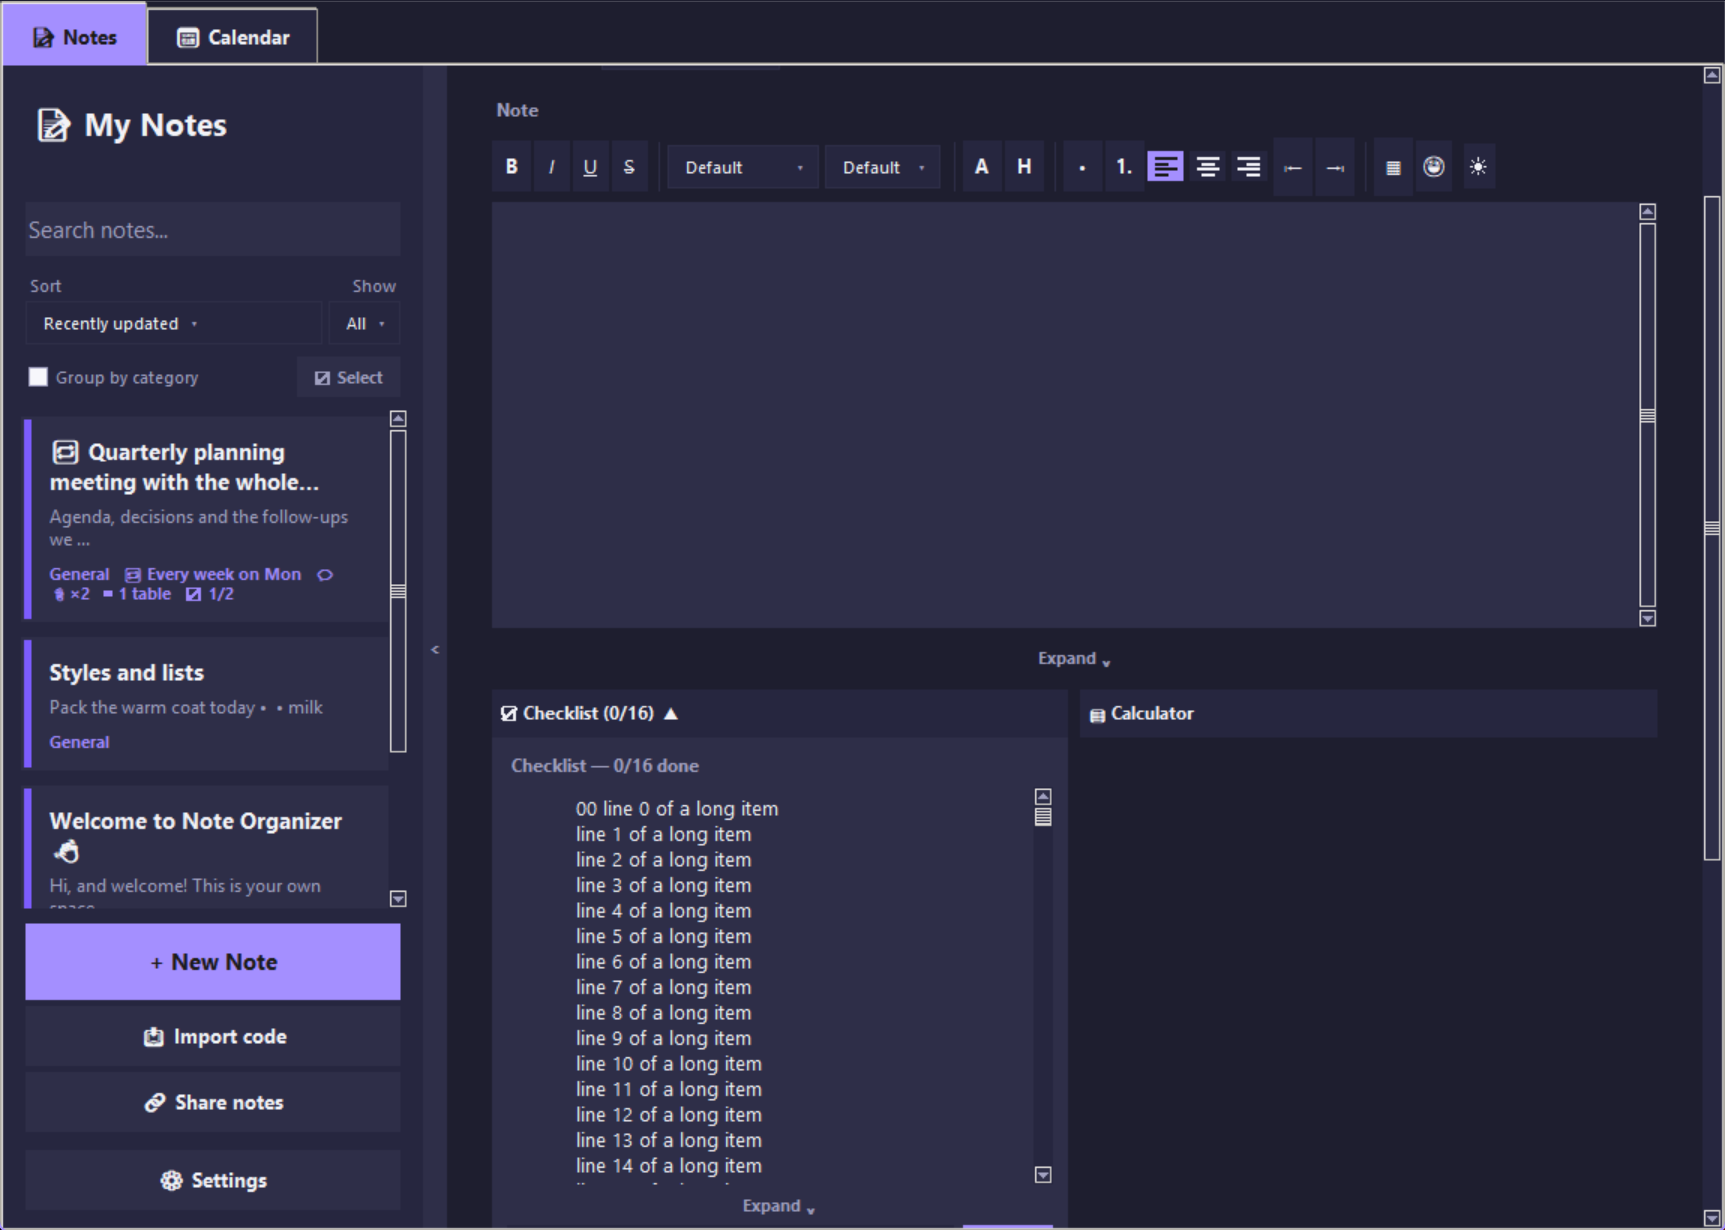 Notes
Calendar
My Notes
Search notes...
Sort
Show
Recently updated
All
Group by category
Select
Quarterly planning
meeting with the whole...
Agenda, decisions and the follow-ups
we ...
General Every week on Mon
×2 1 table 1/2
Styles and lists
Pack the warm coat today • • milk
General
Welcome to Note Organizer
Hi, and welcome! This is your own
space
+ New Note
Import code
Share notes
Settings
<
Note
B I U S Default Default A H • 1.
Expand
Checklist (0/16) ▲
Calculator
Checklist — 0/16 done
00 line 0 of a long item
line 1 of a long item
line 2 of a long item
line 3 of a long item
line 4 of a long item
line 5 of a long item
line 6 of a long item
line 7 of a long item
line 8 of a long item
line 9 of a long item
line 10 of a long item
line 11 of a long item
line 12 of a long item
line 13 of a long item
line 14 of a long item
Expand